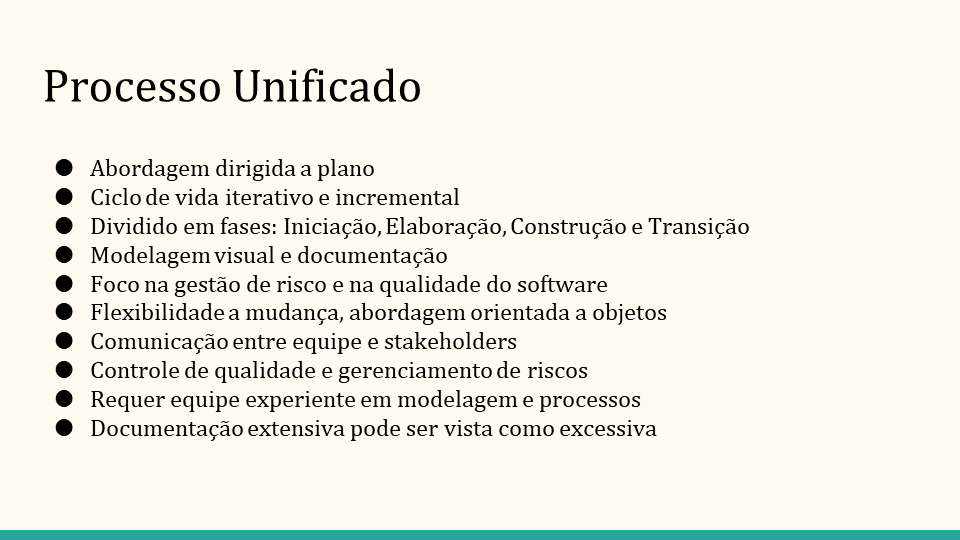 Processo Unificado
● Abordagem dirigida a plano
● Ciclo de vida iterativo e incremental
● Dividido em fases: Iniciação, Elaboração, Construção e Transição
● Modelagem visual e documentação
● Foco na gestão de risco e na qualidade do software
● Flexibilidade a mudança, abordagem orientada a objetos
● Comunicação entre equipe e stakeholders
● Controle de qualidade e gerenciamento de riscos
● Requer equipe experiente em modelagem e processos
● Documentação extensiva pode ser vista como excessiva